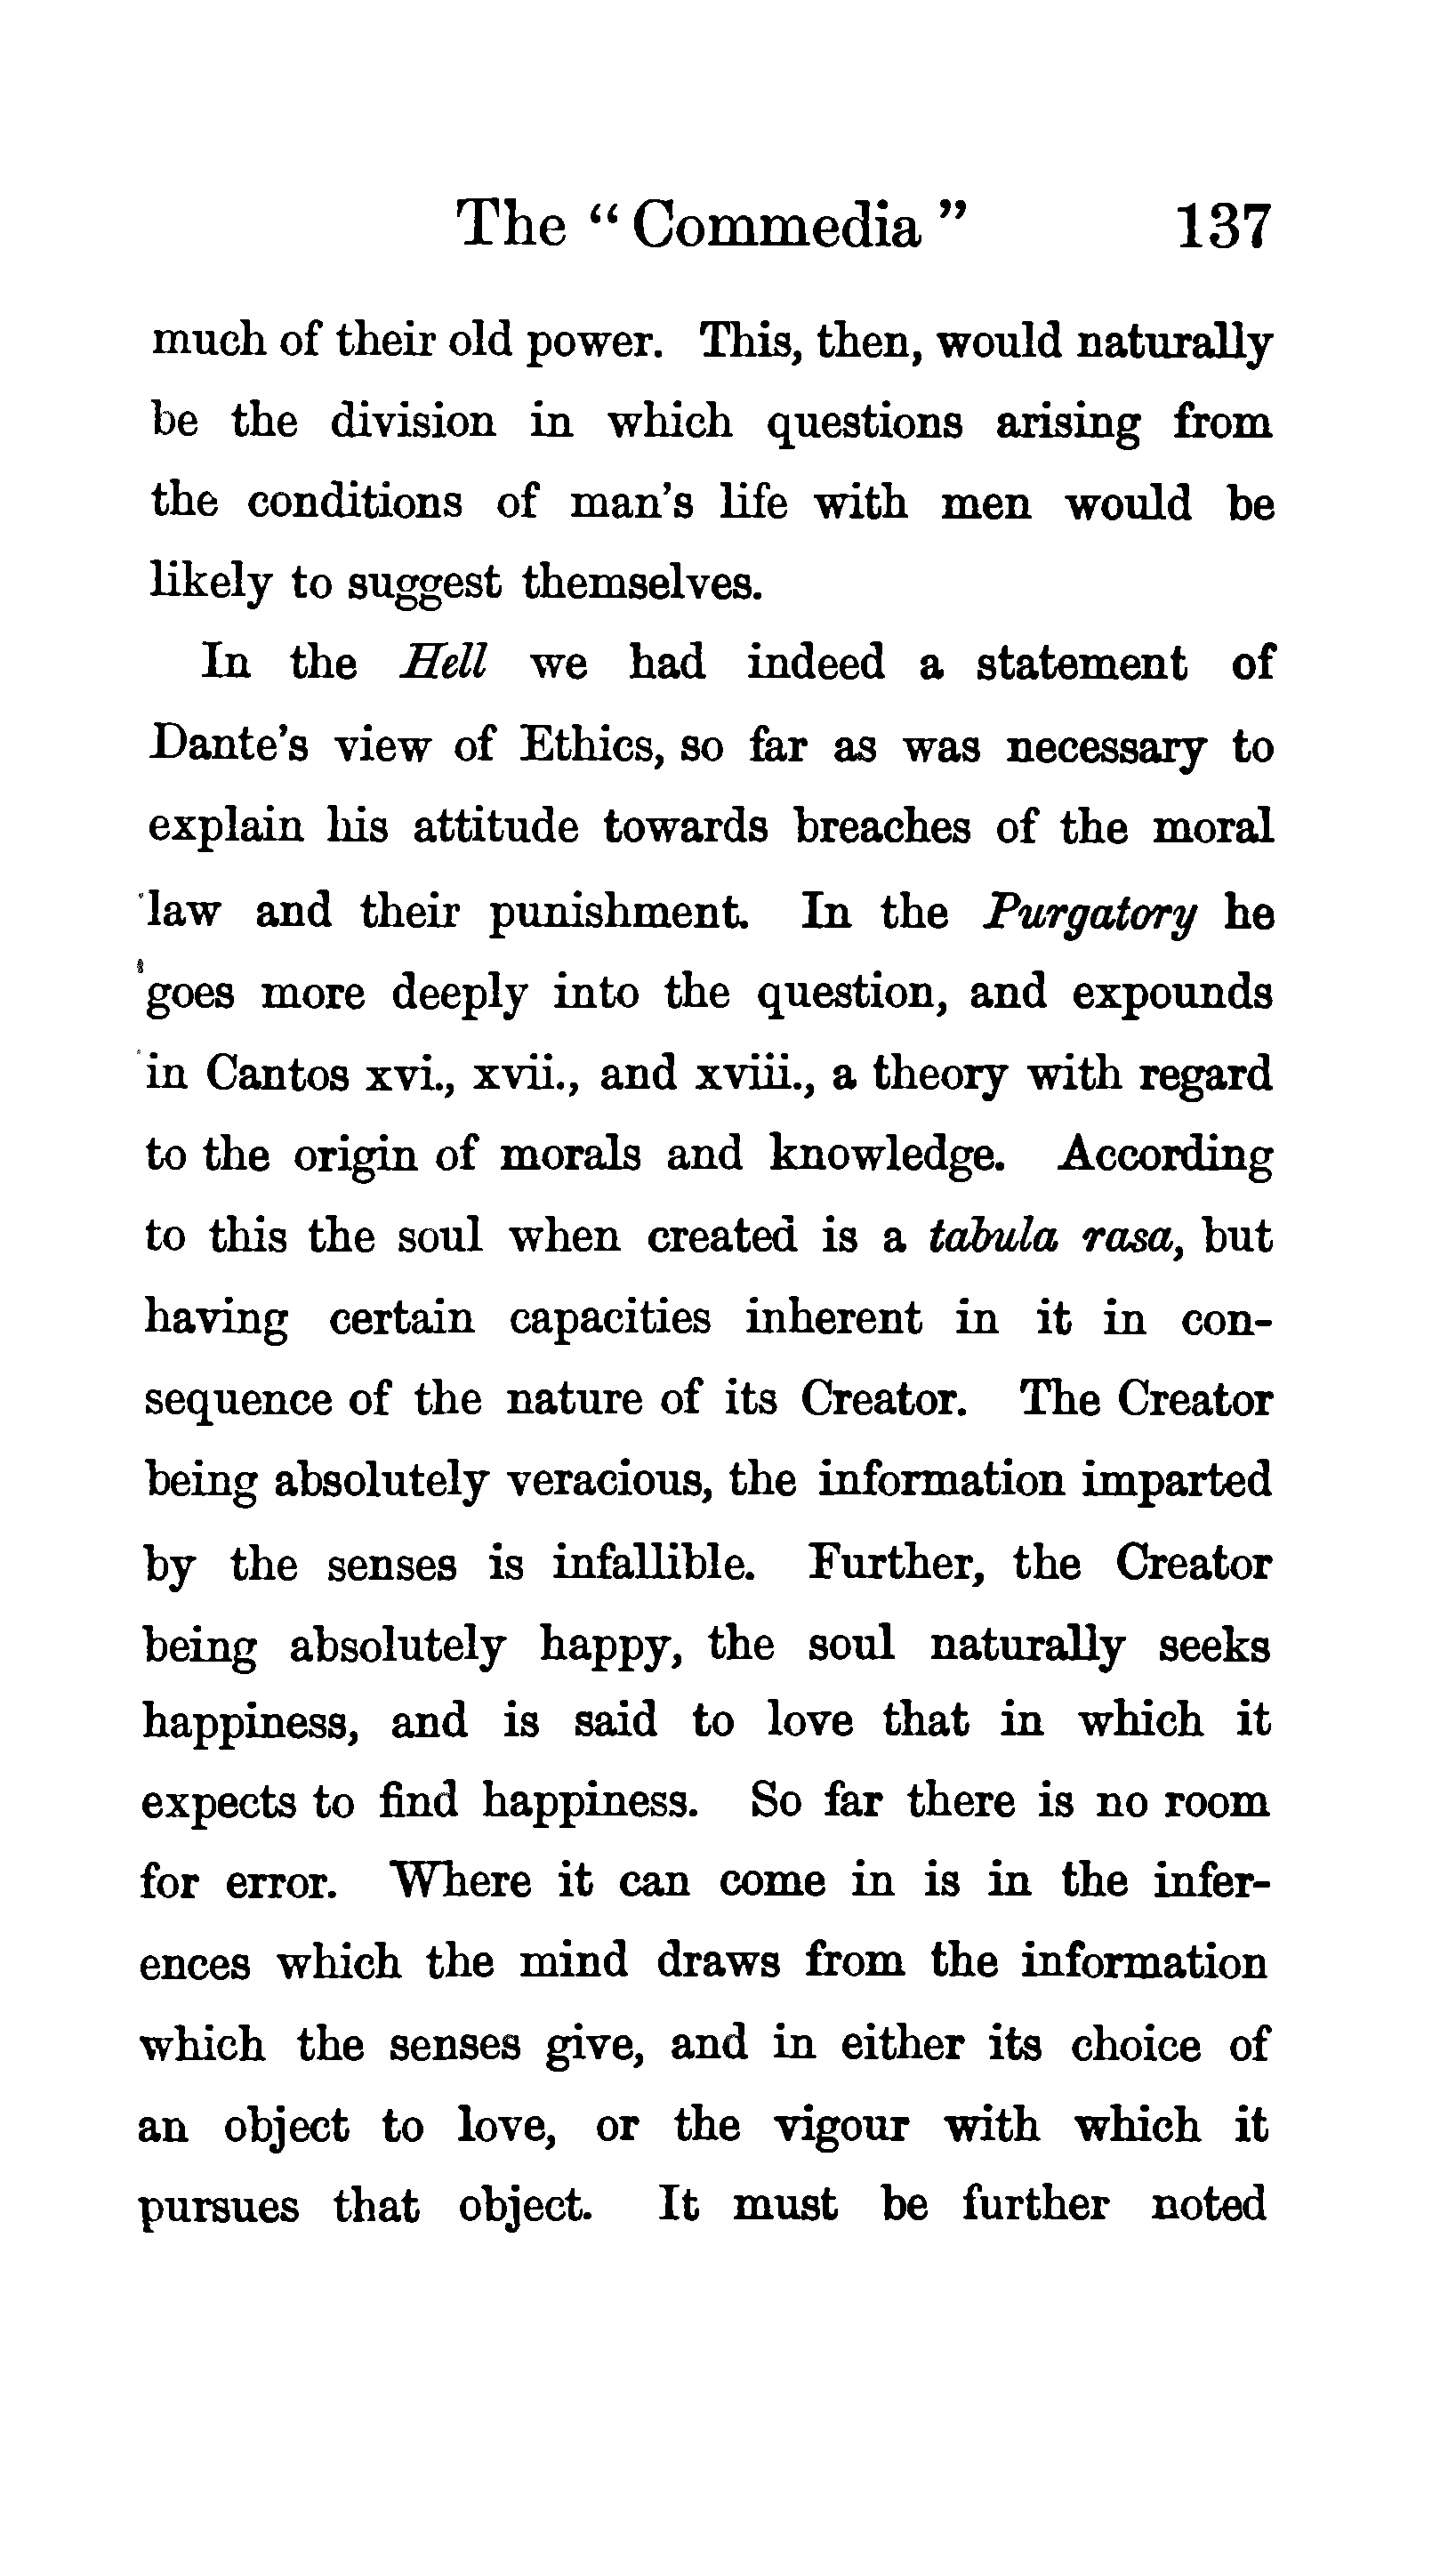 The “ Commedia ” 137
much of their old power. This, then, would naturally
be the division in which questions arising from
the conditions of man's life with men would be
likely to suggest themselves.
In the Hell we had indeed a statement of
Dante's view of Ethics, so far as was necessary to
explain his attitude towards breaches of the moral
law and their punishment. In the Purgatory he
goes more deeply into the question, and expounds
in Cantos xvi., xvii., and xviii., a theory with regard
to the origin of morals and knowledge. According
to this the soul when created is a tabula rasa, but
having certain capacities inherent in it in con-
sequence of the nature of its Creator. The Creator
being absolutely veracious, the information imparted
by the senses is infallible. Further, the Creator
being absolutely happy, the soul naturally seeks
happiness, and is said to love that in which it
expects to find happiness. So far there is no room
for error. Where it can come in is in the infer-
ences which the mind draws from the information
which the senses give, and in either its choice of
an object to love, or the vigour with which it
pursues that object. It must be further noted